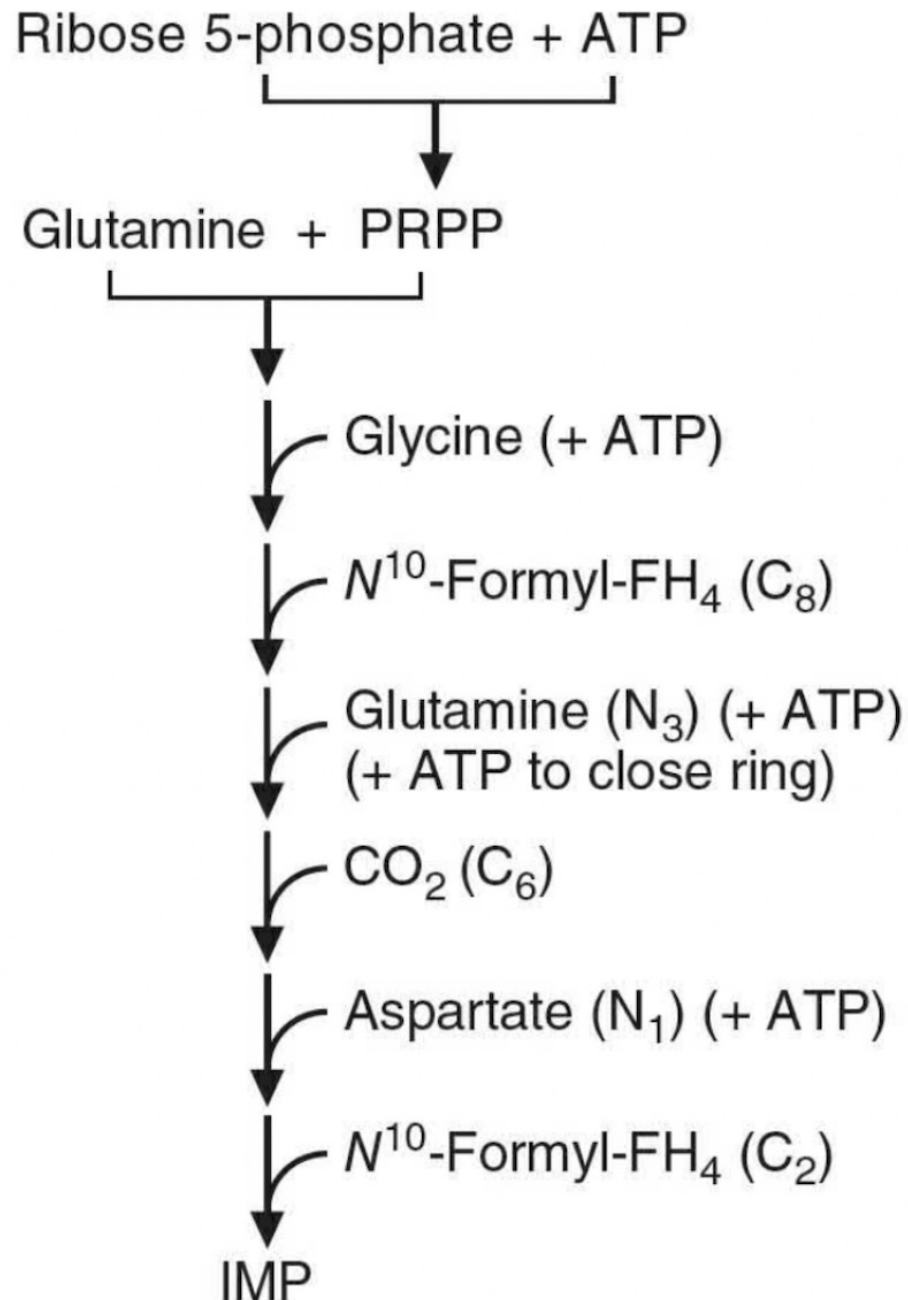 Ribose 5-phosphate + ATP
Glutamine + PRPP
Glycine (+ ATP)
N¹⁰-Formyl-FH₄ (C₈)
Glutamine (N₃) (+ ATP)
(+ ATP to close ring)
CO₂ (C₆)
Aspartate (N₁) (+ ATP)
N¹⁰-Formyl-FH₄ (C₂)
IMP